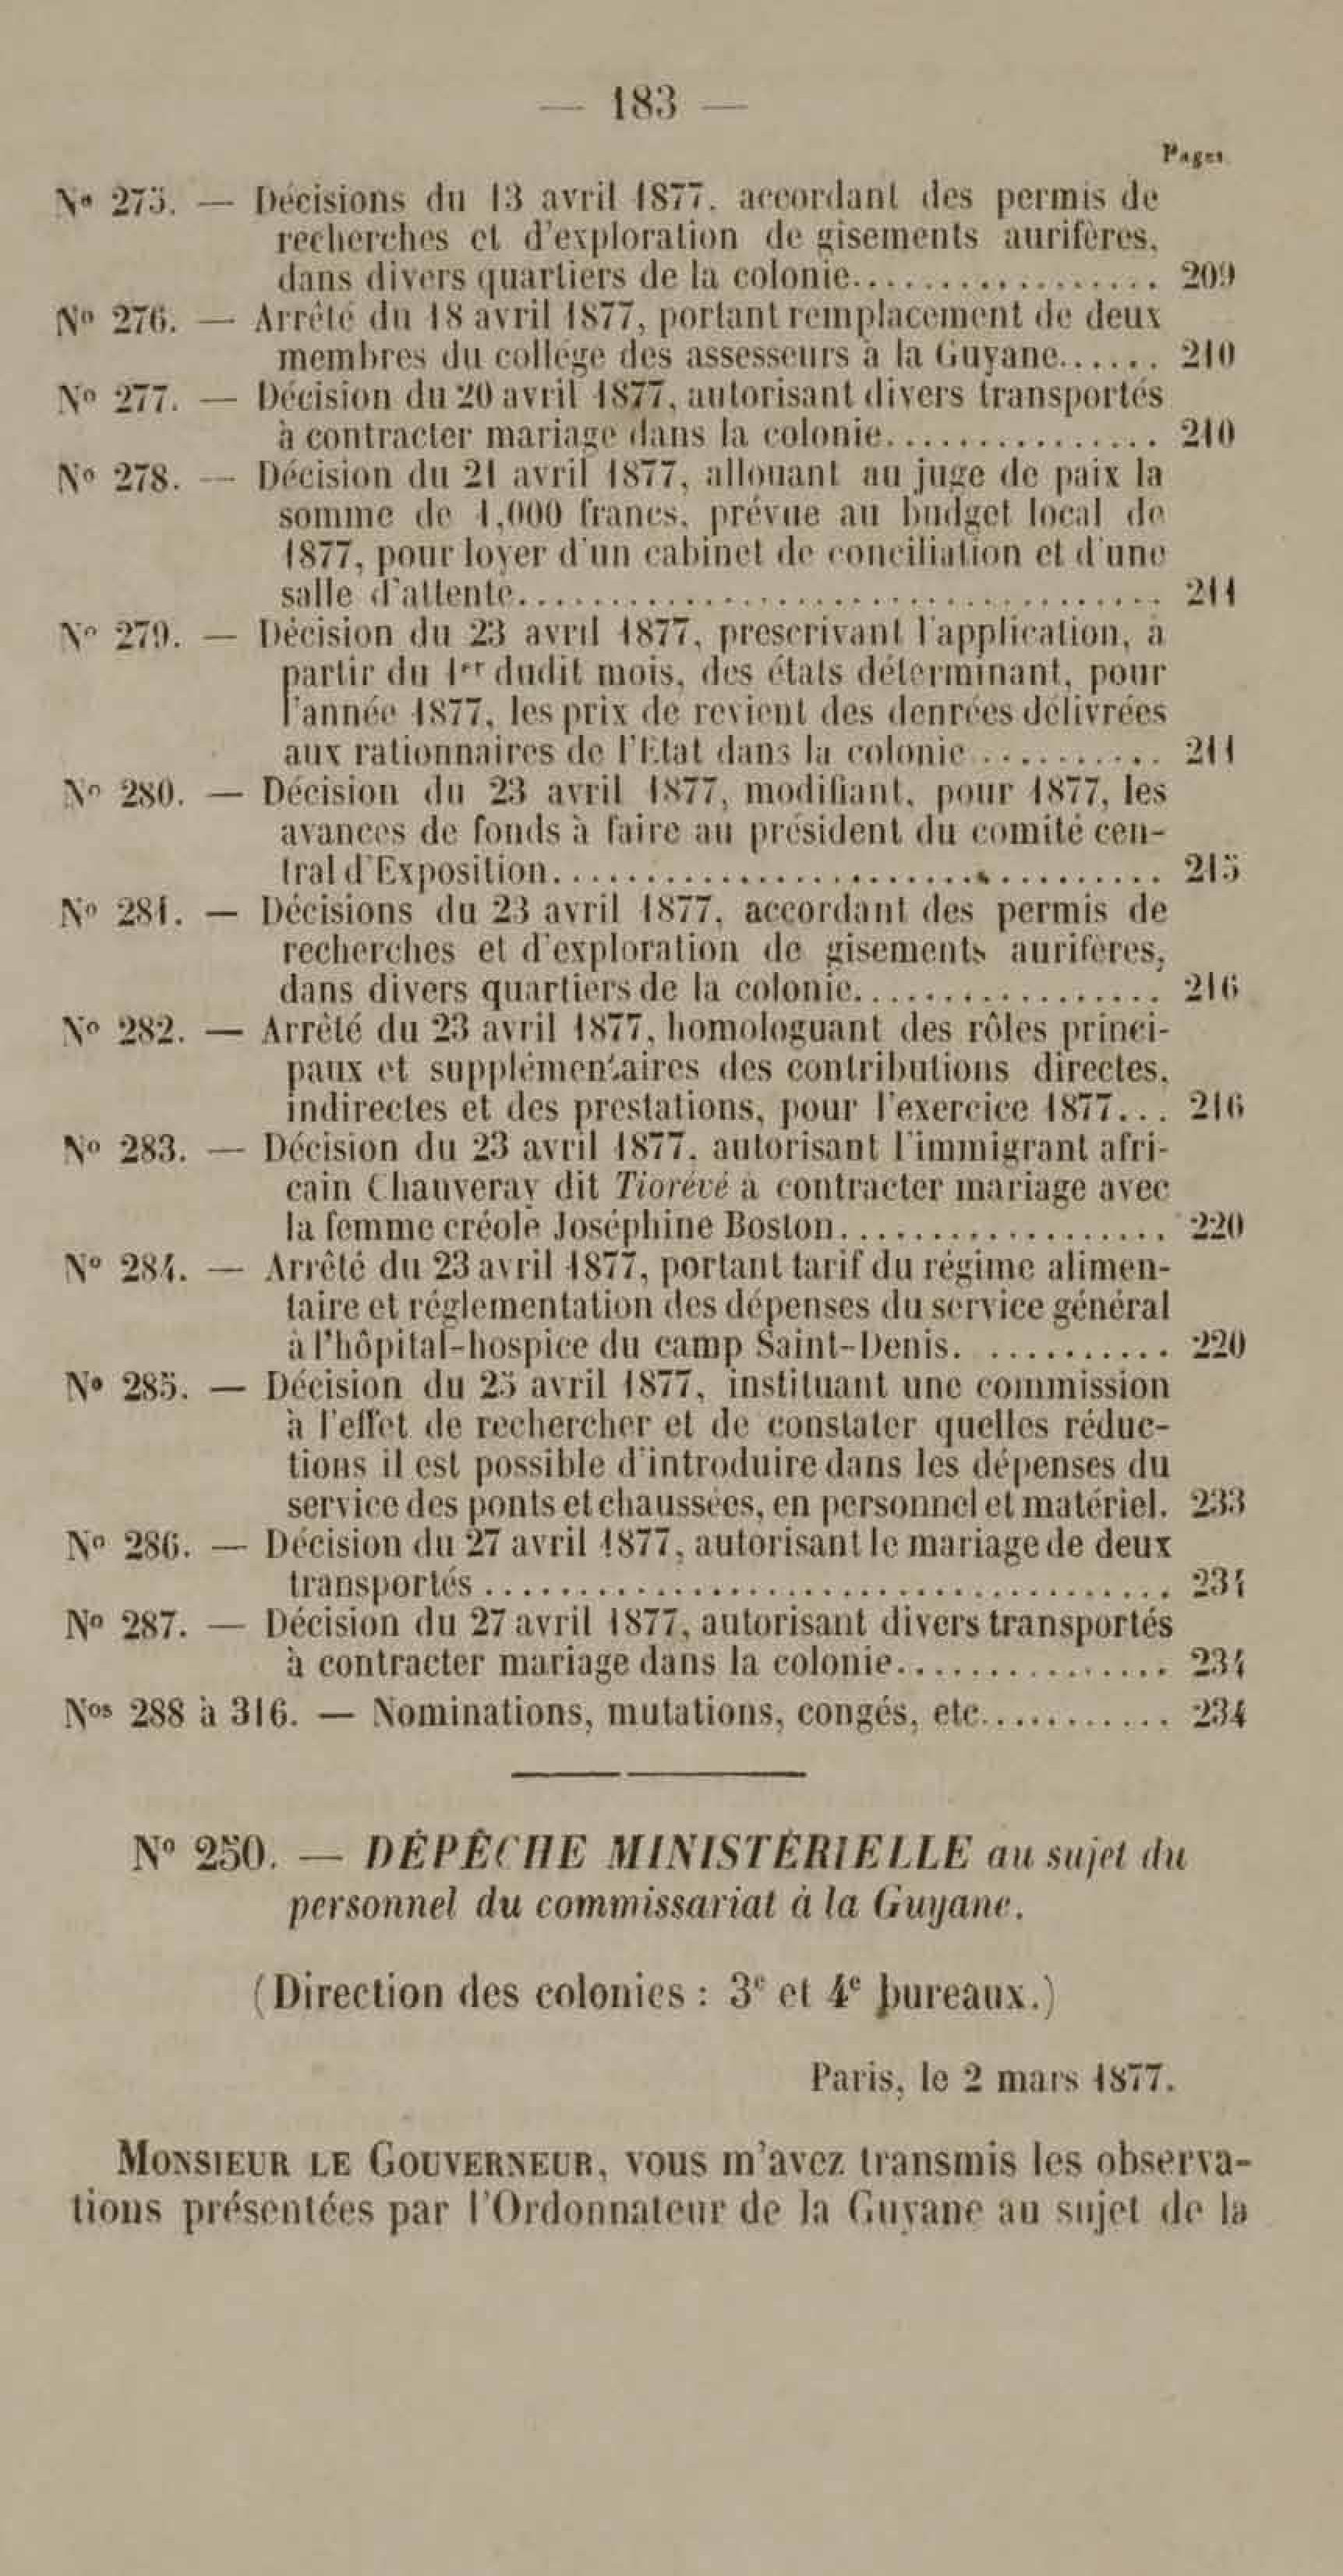 — 183 —
Pages
N° 275. — Décisions du 13 avril 1877, accordant des permis de
recherches et d'exploration de gisements aurifères,
dans divers quartiers de la colonie................. 209
N° 276. — Arrêté du 18 avril 1877, portant remplacement de deux
membres du collége des assesseurs à la Guyane...... 210
N° 277. — Décision du 20 avril 1877, autorisant divers transportés
à contracter mariage dans la colonie............... 210
N° 278. — Décision du 21 avril 1877, allouant au juge de paix la
somme de 1,000 francs, prévue au budget local de
1877, pour loyer d'un cabinet de conciliation et d'une
salle d'attente.................................... 211
N° 279. — Décision du 23 avril 1877, prescrivant l'application, à
partir du 1er dudit mois, des états déterminant, pour
l'année 1877, les prix de revient des denrées délivrées
aux rationnaires de l'Etat dans la colonie.......... 211
N° 280. — Décision du 23 avril 1877, modifiant, pour 1877, les
avances de fonds à faire au président du comité cen-
tral d'Exposition................................. 215
N° 281. — Décisions du 23 avril 1877, accordant des permis de
recherches et d'exploration de gisements aurifères,
dans divers quartiers de la colonie................. 216
N° 282. — Arrêté du 23 avril 1877, homologuant des rôles princi-
paux et supplémentaires des contributions directes,
indirectes et des prestations, pour l'exercice 1877... 216
N° 283. — Décision du 23 avril 1877, autorisant l'immigrant afri-
cain Chauveray dit Tiorévé à contracter mariage avec
la femme créole Joséphine Boston.................. 220
N° 284. — Arrêté du 23 avril 1877, portant tarif du régime alimen-
taire et réglementation des dépenses du service général
à l'hôpital-hospice du camp Saint-Denis. ........... 220
N° 285. — Décision du 25 avril 1877, instituant une commission
à l'effet de rechercher et de constater quelles réduc-
tions il est possible d'introduire dans les dépenses du
service des ponts et chaussées, en personnel et matériel. 233
N° 286. — Décision du 27 avril 1877, autorisant le mariage de deux
transportés ..................................... 234
N° 287. — Décision du 27 avril 1877, autorisant divers transportés
à contracter mariage dans la colonie............... 234
Nos 288 à 316. — Nominations, mutations, congés, etc........... 234
N° 250. — DÉPÊCHE MINISTÉRIELLE au sujet du
personnel du commissariat à la Guyane.
(Direction des colonies : 3e et 4e bureaux.)
Paris, le 2 mars 1877.
MONSIEUR LE GOUVERNEUR, vous m'avez transmis les observa-
tions présentées par l'Ordonnateur de la Guyane au sujet de la